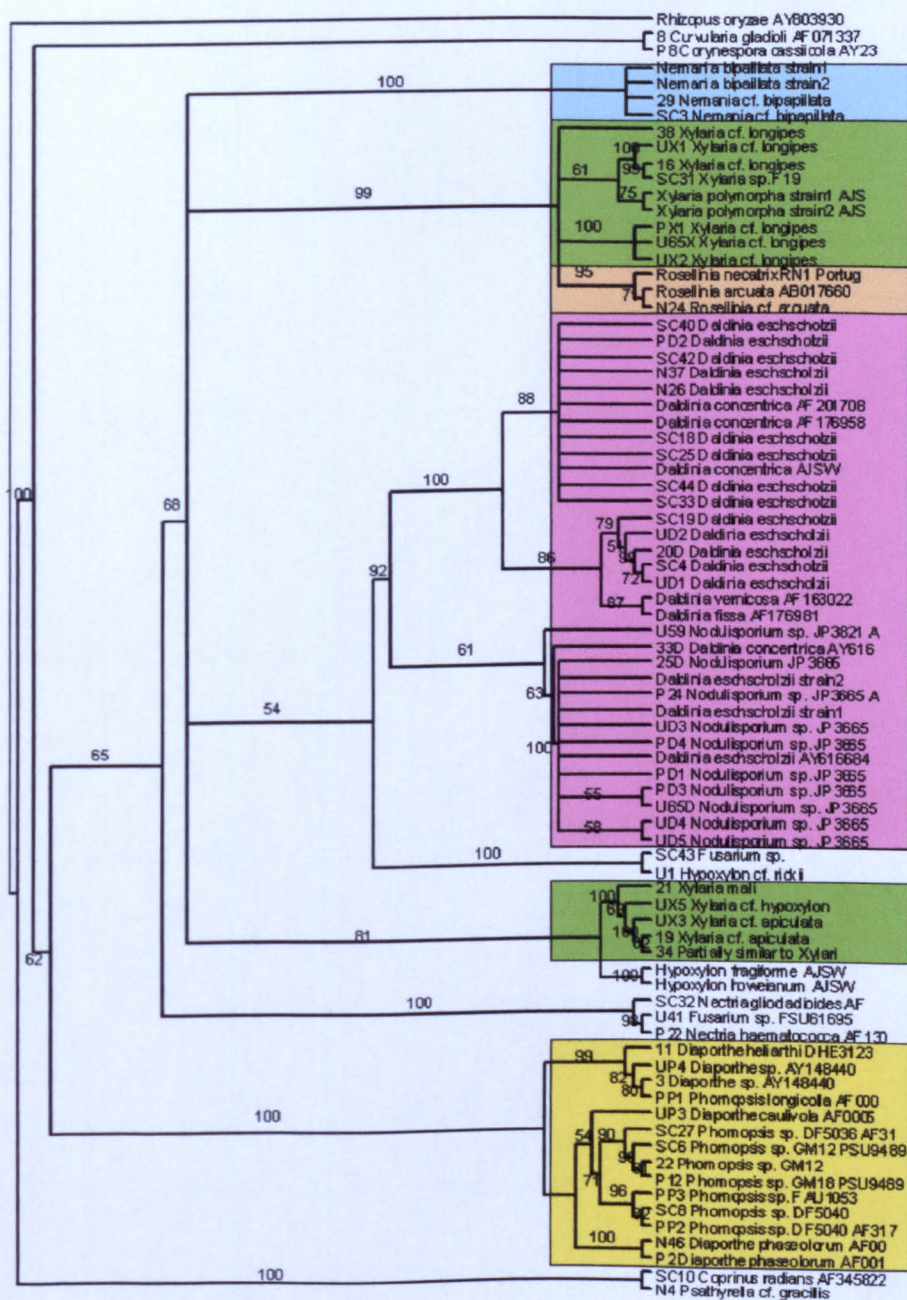 Rhizopus oryzae AY803930
8 Curvularia gladioli AF071337
P8Corynespora cassiicola AY23
Nemania bipaillata strain1
100
Nemania bipaillata strain2
29 Nemania cf. bipapillata
SC3 Nemania cf. bipapillata
38 Xylaria cf. longipes
UX1 Xylaria cf. longipes
61
16 Xylaria cf. longipes
SC31 Xylaria sp. F19
99
75
Xylaria polymorpha strain1 AJS
Xylaria polymorpha strain2 AJS
100
PX1 Xylaria cf. longipes
U65X Xylaria cf. longipes
UX2 Xylaria cf. longipes
95
Rosellinia necatrix RN1 Portug
Rosellinia arcuata AB017660
N24 Rosellinia cf. arcuata
SC40 Daldinia eschscholzii
PD2 Daldinia eschscholzii
SC42 Daldinia eschscholzii
N37 Daldinia eschscholzii
N26 Daldinia eschscholzii
88
Daldinia concentrica AF201708
Daldinia concentrica AF176958
SC18 Daldinia eschscholzii
SC25 Daldinia eschscholzii
Daldinia concentrica AJSW
100
SC44 Daldinia eschscholzii
100
SC33 Daldinia eschscholzii
68
SC19 Daldinia eschscholzii
79
UD2 Daldinia eschscholzii
20D Daldinia eschscholzii
86
SC4 Daldinia eschscholzii
92
72
UD1 Daldinia eschscholzii
87
Daldinia vernicosa AF163022
Daldinia fissa AF176981
U59 Nodulisporium sp. JP3821 A
61
33D Daldinia concertrica AY616
25D Nodulisporium JP3665
Daldinia eschscholzii strain2
63
P24 Nodulisporium sp. JP3665 A
54
Daldinia eschscholzii strain1
UD3 Nodulisporium sp. JP3665
PD4 Nodulisporium sp. JP3665
100
65
Daldinia eschscholzii AY616684
PD1 Nodulisporium sp. JP3665
PD3 Nodulisporium sp. JP3665
55
U65D Nodulisporium sp. JP3665
UD4 Nodulisporium sp. JP3665
58
UD5 Nodulisporium sp. JP3665
100
SC43 Fusarium sp.
U1 Hypoxylon cf. rickii
21 Xylaria mali
100
UX5 Xylaria cf. hypoxylon
UX3 Xylaria cf. apiculata
81
19 Xylaria cf. apiculata
34 Partially similar to Xylari
62
Hypoxylon fragiforme AJSW
100
Hypoxylon howeianum AJSW
100
SC32 Nectria gliocladioides AF
U41 Fusarium sp. FSU61695
P22 Nectria haematococca AF130
99
11 Diaporthe helianthi DHE3123
UP4 Diaporthe sp. AY148440
82
3 Diaporthe sp. AY148440
80
PP1 Phomopsis longicolla AF000
100
UP3 Diaporthe caulivola AF0005
SC27 Phomopsis sp. DF5036 AF31
54
90
SC6 Phomopsis sp. GM12 PSU9489
22 Phomopsis sp. GM12
71
P12 Phomopsis sp. GM18 PSU9489
96
PP3 Phomopsis sp. FAU1053
SC8 Phomopsis sp. DF5040
PP2 Phomopsis sp. DF5040 AF317
100
N46 Diaporthe phaseolorum AF00
P2Diaporthe phaseolorum AF001
100
SC10 Coprinus radians AF345822
N4 Psathyrella cf. gracillis